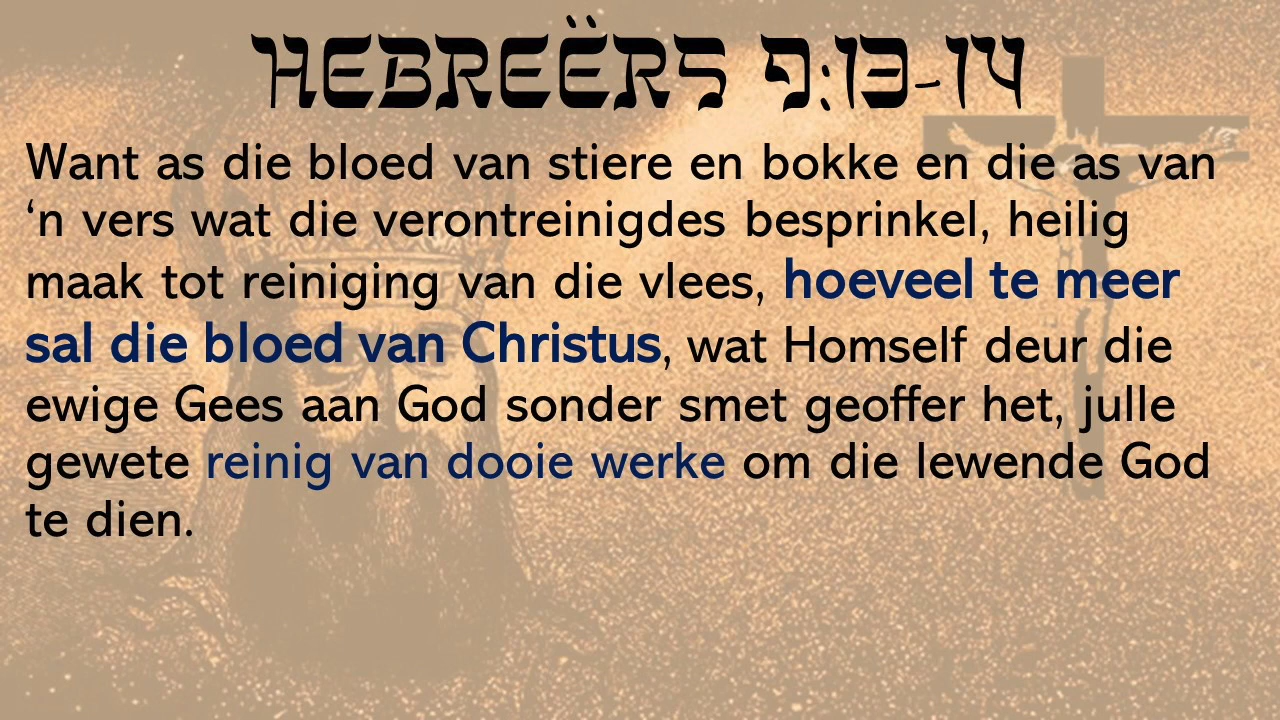 HEBREËRS 9:13-14
Want as die bloed van stiere en bokke en die as van
‘n vers wat die verontreinigdes besprinkel, heilig
maak tot reiniging van die vlees, hoeveel te meer
sal die bloed van Christus, wat Homself deur die
ewige Gees aan God sonder smet geoffer het, julle
gewete reinig van dooie werke om die lewende God
te dien.